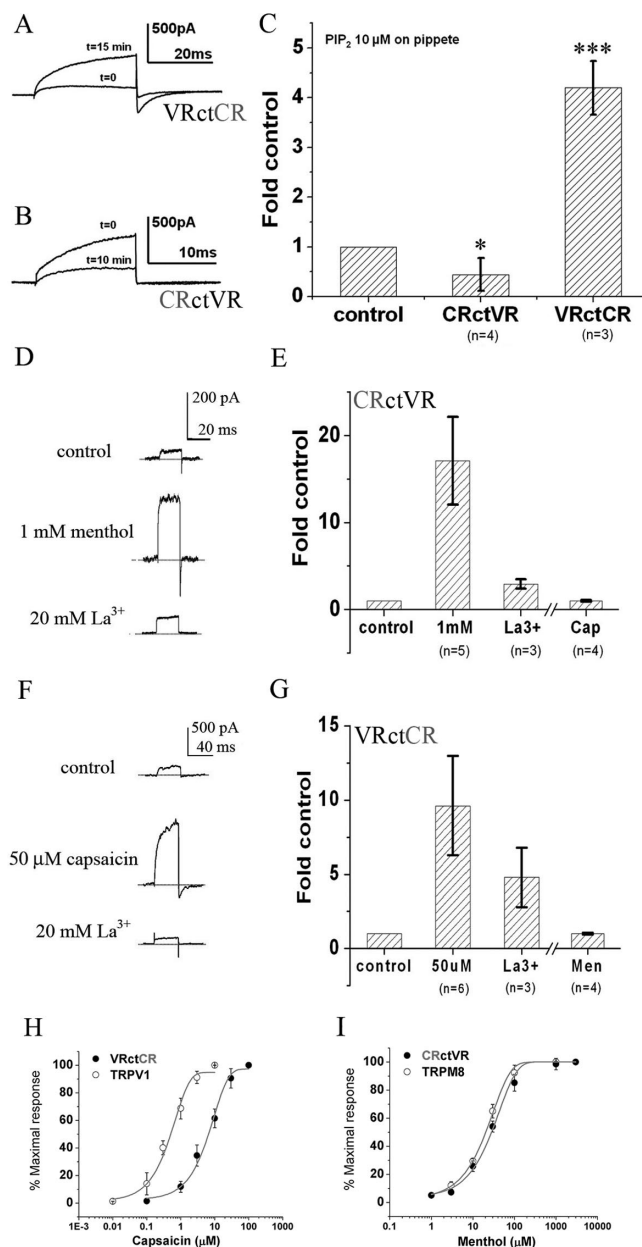 A
t=15 min
t=0
500pA
20ms
VRctCR
B
t=0
t=10 min
500pA
10ms
CRctVR
C
PIP2 10 µM on pippete
Fold control
5
4
3
2
1
0
*
***
control
CRctVR
VRctCR
(n=4)
(n=3)
D
200 pA
20 ms
control
1 mM menthol
20 mM La3+
E
CRctVR
Fold control
20
15
10
5
0
control
1mM
La3+
Cap
(n=5)
(n=3)
(n=4)
F
500 pA
40 ms
control
50 µM capsaicin
20 mM La3+
G
VRctCR
Fold control
15
10
5
0
control
50uM
La3+
Men
(n=6)
(n=3)
(n=4)
H
VRctCR
TRPV1
% Maximal response
100
80
60
40
20
0
1E-3 0.01 0.1 1 10 100 1000
Capsaicin (µM)
I
CRctVR
TRPM8
% Maximal response
100
80
60
40
20
0
0.1 1 10 100 1000 10000
Menthol (µM)